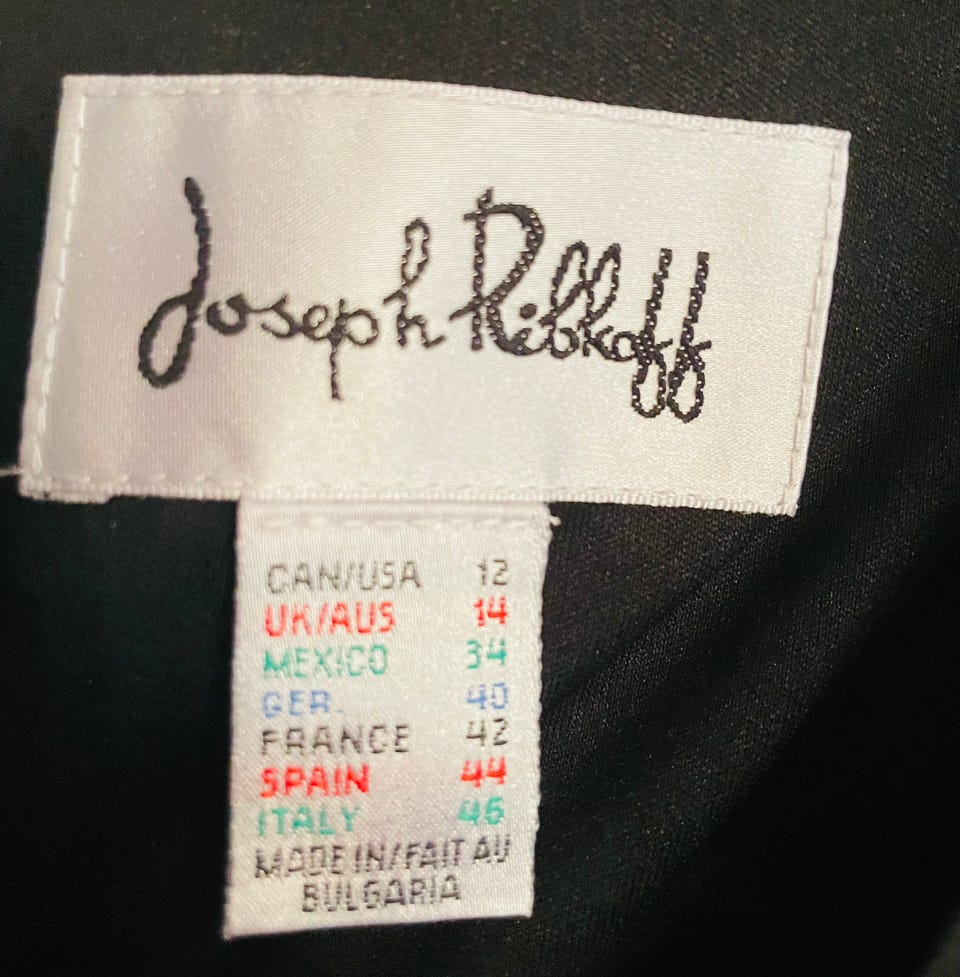 Joseph Ribkoff
CAN/USA 12
UK/AUS 14
MEXICO 34
GER. 40
FRANCE 42
SPAIN 44
ITALY 46
MADE IN/FAIT AU
BULGARIA